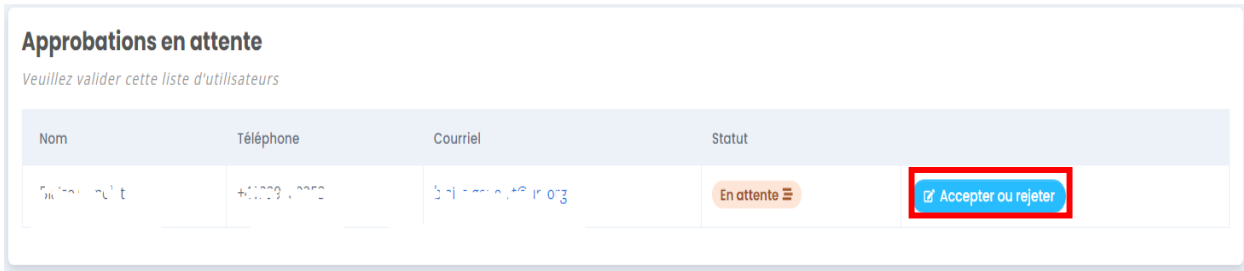 Approbations en attente
Veuillez valider cette liste d'utilisateurs
Nom Téléphone Courriel Statut
En attente Accepter ou rejeter